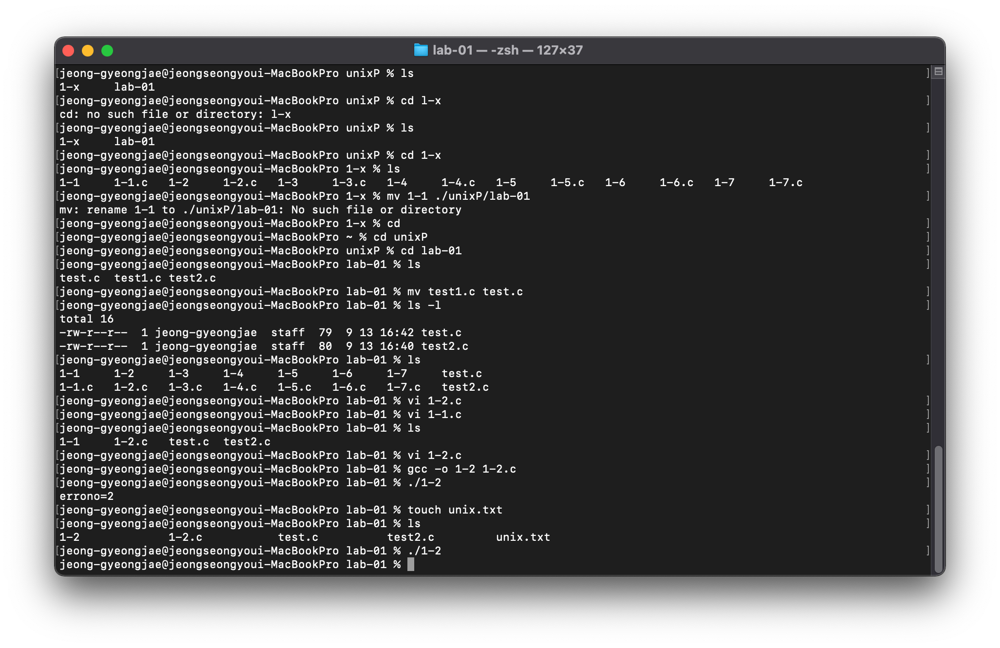 lab-01 — -zsh — 127×37
[jeong-gyeongjae@jeongseongyoui-MacBookPro unixP % ls ]
1-x     lab-01
[jeong-gyeongjae@jeongseongyoui-MacBookPro unixP % cd l-x ]
cd: no such file or directory: l-x
[jeong-gyeongjae@jeongseongyoui-MacBookPro unixP % ls ]
1-x     lab-01
[jeong-gyeongjae@jeongseongyoui-MacBookPro unixP % cd 1-x ]
[jeong-gyeongjae@jeongseongyoui-MacBookPro 1-x % ls ]
1-1     1-1.c   1-2     1-2.c   1-3     1-3.c   1-4     1-4.c   1-5     1-5.c   1-6     1-6.c   1-7     1-7.c
[jeong-gyeongjae@jeongseongyoui-MacBookPro 1-x % mv 1-1 ./unixP/lab-01 ]
mv: rename 1-1 to ./unixP/lab-01: No such file or directory
[jeong-gyeongjae@jeongseongyoui-MacBookPro 1-x % cd ]
[jeong-gyeongjae@jeongseongyoui-MacBookPro ~ % cd unixP ]
[jeong-gyeongjae@jeongseongyoui-MacBookPro unixP % cd lab-01 ]
[jeong-gyeongjae@jeongseongyoui-MacBookPro lab-01 % ls ]
test.c  test1.c test2.c
[jeong-gyeongjae@jeongseongyoui-MacBookPro lab-01 % mv test1.c test.c ]
[jeong-gyeongjae@jeongseongyoui-MacBookPro lab-01 % ls -l ]
total 16
-rw-r--r--  1 jeong-gyeongjae  staff  79  9 13 16:42 test.c
-rw-r--r--  1 jeong-gyeongjae  staff  80  9 13 16:40 test2.c
[jeong-gyeongjae@jeongseongyoui-MacBookPro lab-01 % ls ]
1-1     1-2     1-3     1-4     1-5     1-6     1-7     test.c
1-1.c   1-2.c   1-3.c   1-4.c   1-5.c   1-6.c   1-7.c   test2.c
[jeong-gyeongjae@jeongseongyoui-MacBookPro lab-01 % vi 1-2.c ]
[jeong-gyeongjae@jeongseongyoui-MacBookPro lab-01 % vi 1-1.c ]
[jeong-gyeongjae@jeongseongyoui-MacBookPro lab-01 % ls ]
1-1     1-2.c   test.c  test2.c
[jeong-gyeongjae@jeongseongyoui-MacBookPro lab-01 % vi 1-2.c ]
[jeong-gyeongjae@jeongseongyoui-MacBookPro lab-01 % gcc -o 1-2 1-2.c ]
[jeong-gyeongjae@jeongseongyoui-MacBookPro lab-01 % ./1-2 ]
errono=2
[jeong-gyeongjae@jeongseongyoui-MacBookPro lab-01 % touch unix.txt ]
[jeong-gyeongjae@jeongseongyoui-MacBookPro lab-01 % ls ]
1-2             1-2.c           test.c          test2.c         unix.txt
[jeong-gyeongjae@jeongseongyoui-MacBookPro lab-01 % ./1-2 ]
jeong-gyeongjae@jeongseongyoui-MacBookPro lab-01 %